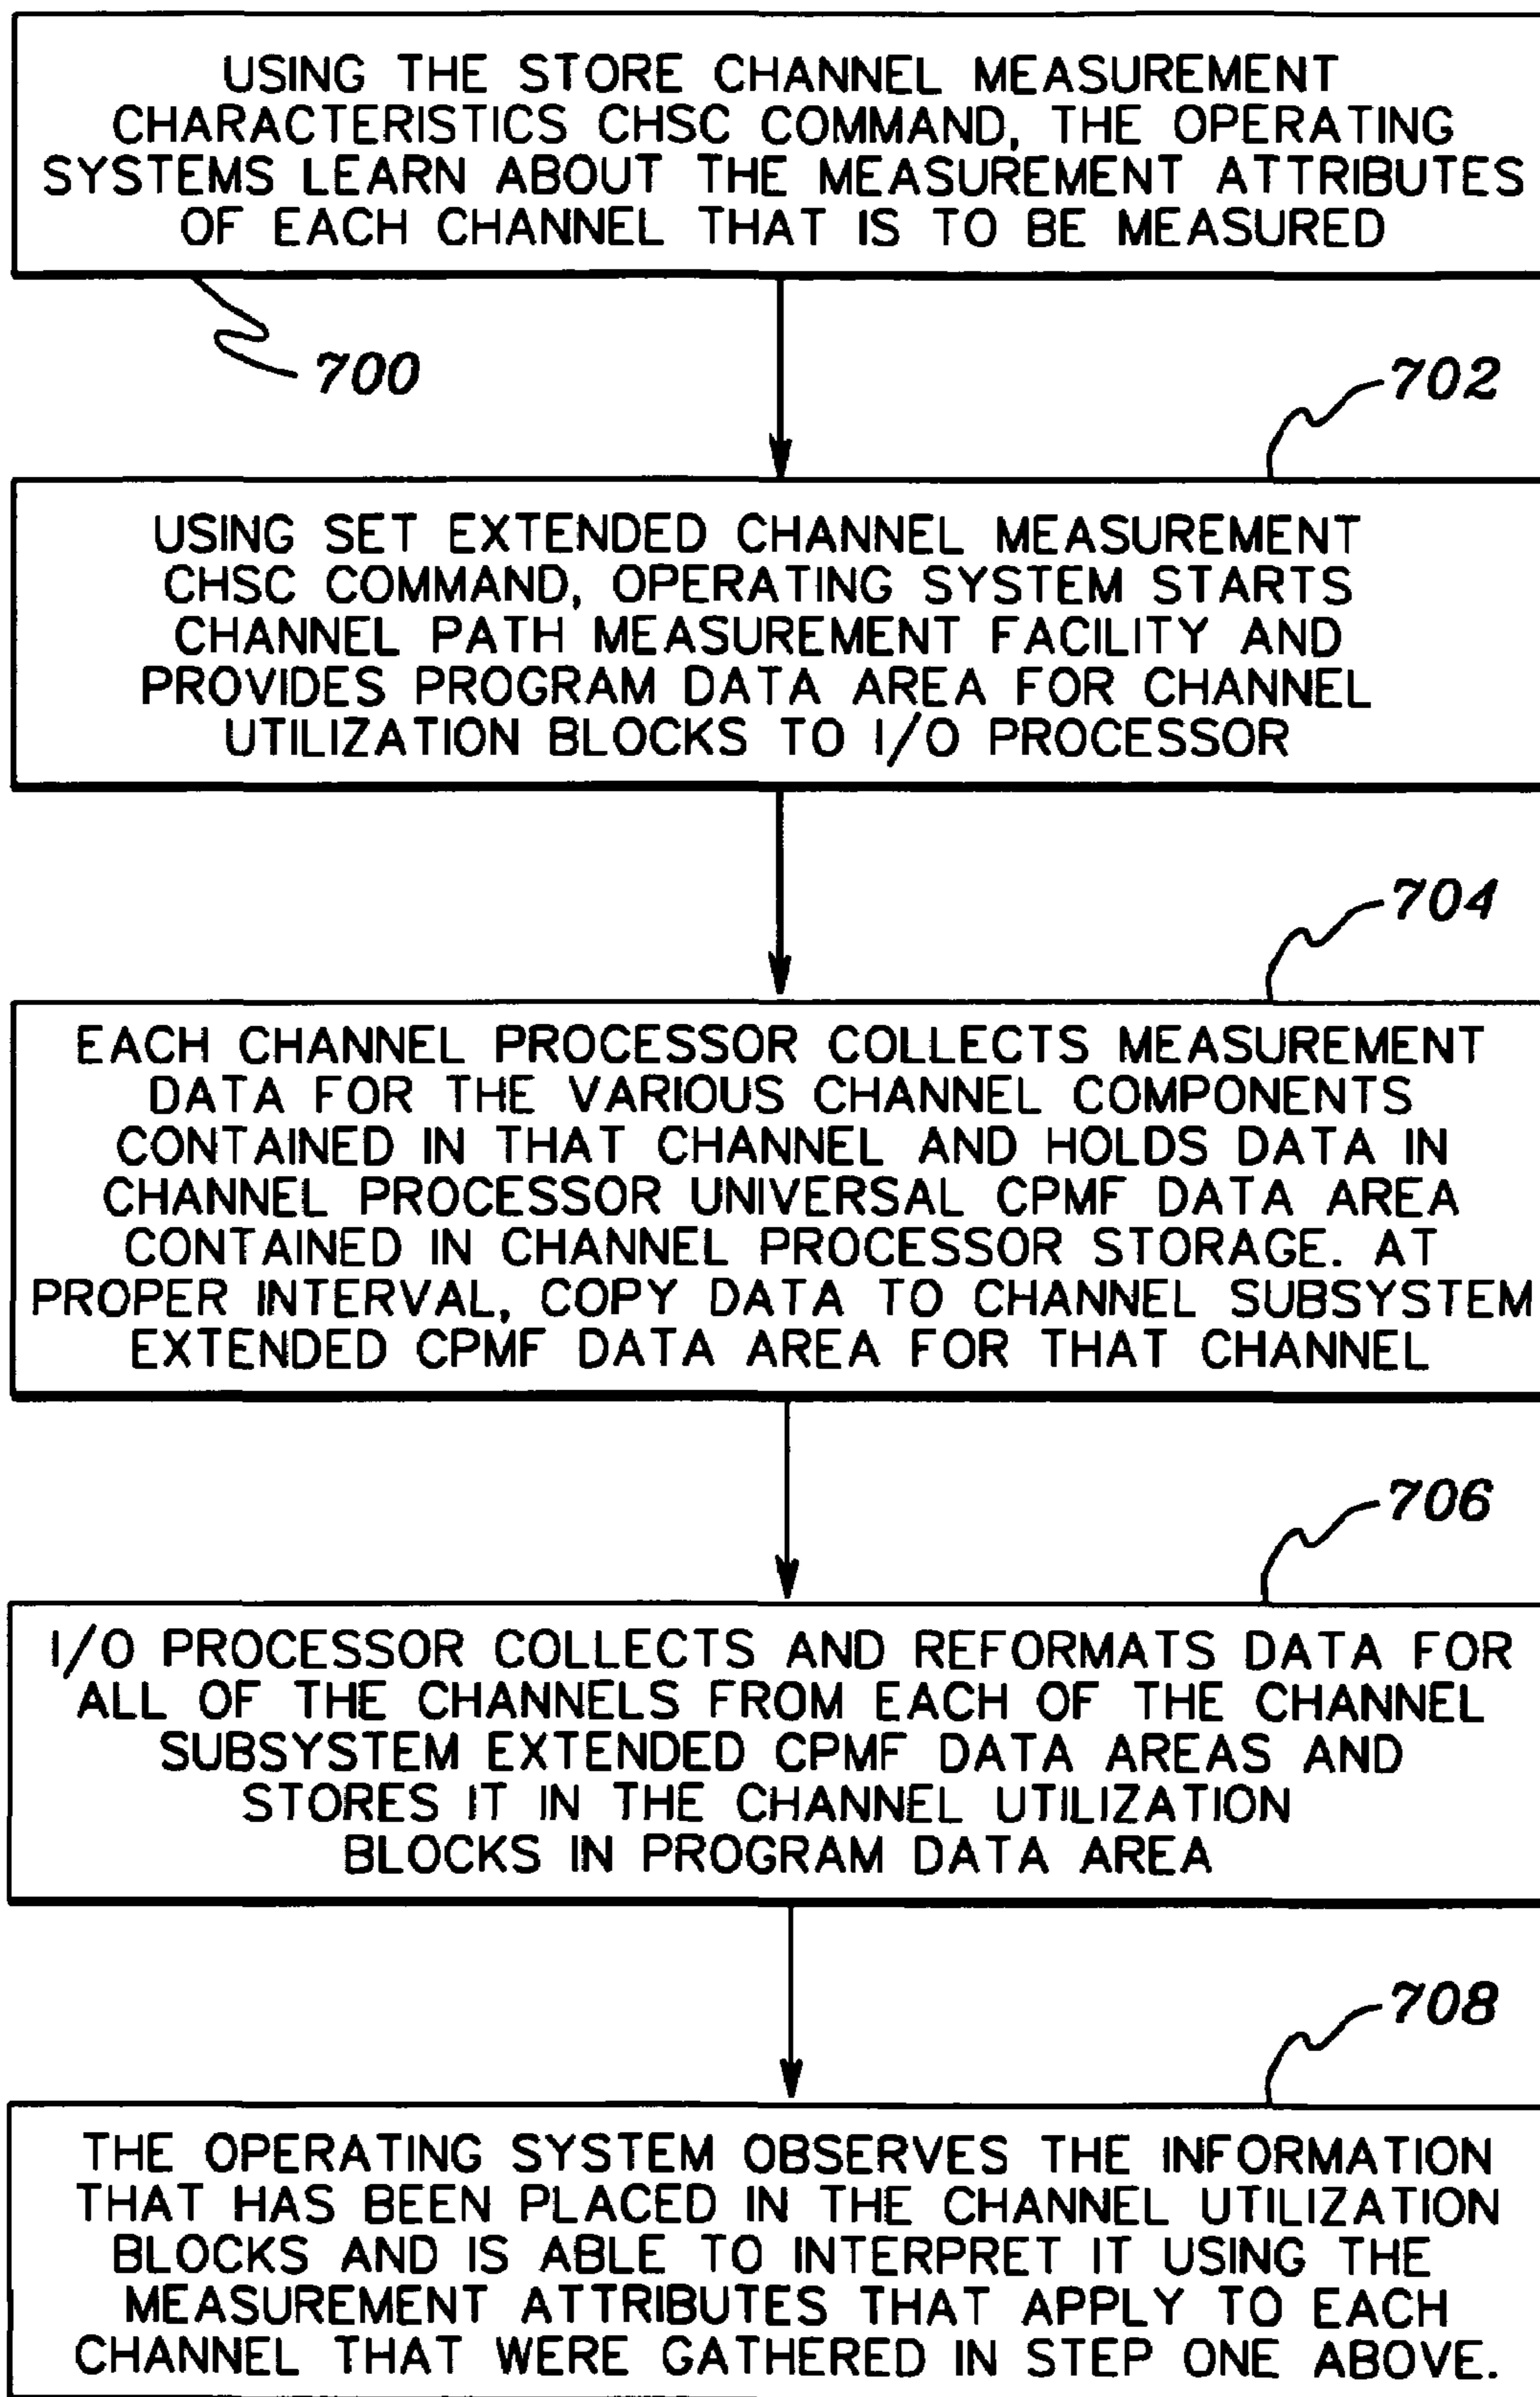 USING THE STORE CHANNEL MEASUREMENT
CHARACTERISTICS CHSC COMMAND, THE OPERATING
SYSTEMS LEARN ABOUT THE MEASUREMENT ATTRIBUTES
OF EACH CHANNEL THAT IS TO BE MEASURED
700
702
USING SET EXTENDED CHANNEL MEASUREMENT
CHSC COMMAND, OPERATING SYSTEM STARTS
CHANNEL PATH MEASUREMENT FACILITY AND
PROVIDES PROGRAM DATA AREA FOR CHANNEL
UTILIZATION BLOCKS TO I/O PROCESSOR
704
EACH CHANNEL PROCESSOR COLLECTS MEASUREMENT
DATA FOR THE VARIOUS CHANNEL COMPONENTS
CONTAINED IN THAT CHANNEL AND HOLDS DATA IN
CHANNEL PROCESSOR UNIVERSAL CPMF DATA AREA
CONTAINED IN CHANNEL PROCESSOR STORAGE. AT
PROPER INTERVAL, COPY DATA TO CHANNEL SUBSYSTEM
EXTENDED CPMF DATA AREA FOR THAT CHANNEL
706
I/O PROCESSOR COLLECTS AND REFORMATS DATA FOR
ALL OF THE CHANNELS FROM EACH OF THE CHANNEL
SUBSYSTEM EXTENDED CPMF DATA AREAS AND
STORES IT IN THE CHANNEL UTILIZATION
BLOCKS IN PROGRAM DATA AREA
708
THE OPERATING SYSTEM OBSERVES THE INFORMATION
THAT HAS BEEN PLACED IN THE CHANNEL UTILIZATION
BLOCKS AND IS ABLE TO INTERPRET IT USING THE
MEASUREMENT ATTRIBUTES THAT APPLY TO EACH
CHANNEL THAT WERE GATHERED IN STEP ONE ABOVE.